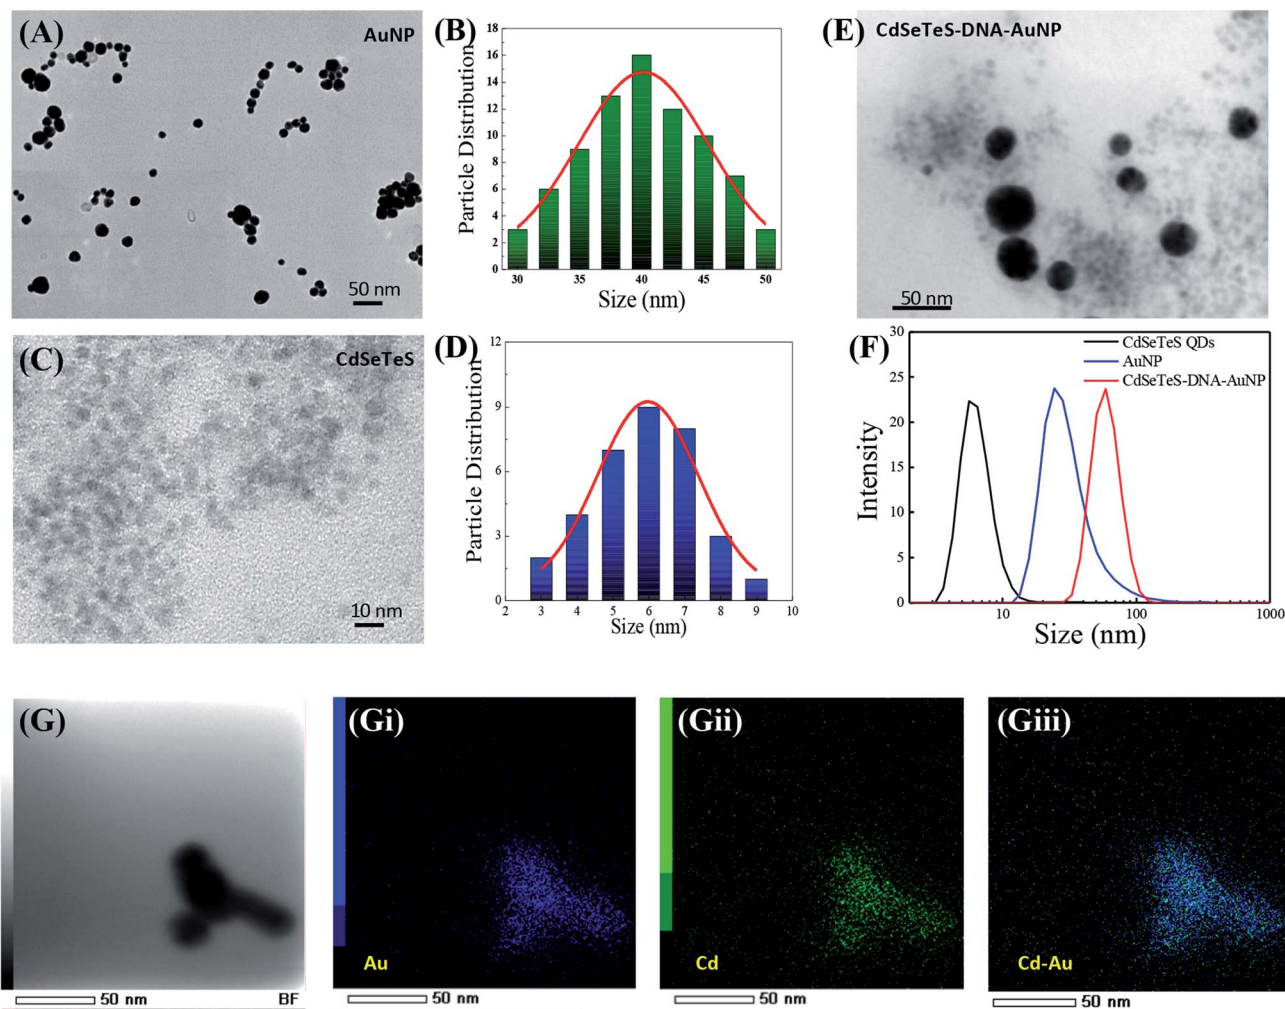 (A)
AuNP
50 nm
(B)
Particle Distribution
18
16
14
12
10
8
6
4
2
0
30
35
40
45
50
Size (nm)
(E)
CdSeTeS-DNA-AuNP
50 nm
(C)
CdSeTeS
10 nm
(D)
Particle Distribution
12
9
6
3
0
2
3
4
5
6
7
8
9
10
Size (nm)
(F)
Intensity
30
25
20
15
10
5
0
CdSeTeS QDs
AuNP
CdSeTeS-DNA-AuNP
10
100
1000
Size (nm)
(G)
50 nm
BF
(Gi)
Au
50 nm
(Gii)
Cd
50 nm
(Giii)
Cd-Au
50 nm